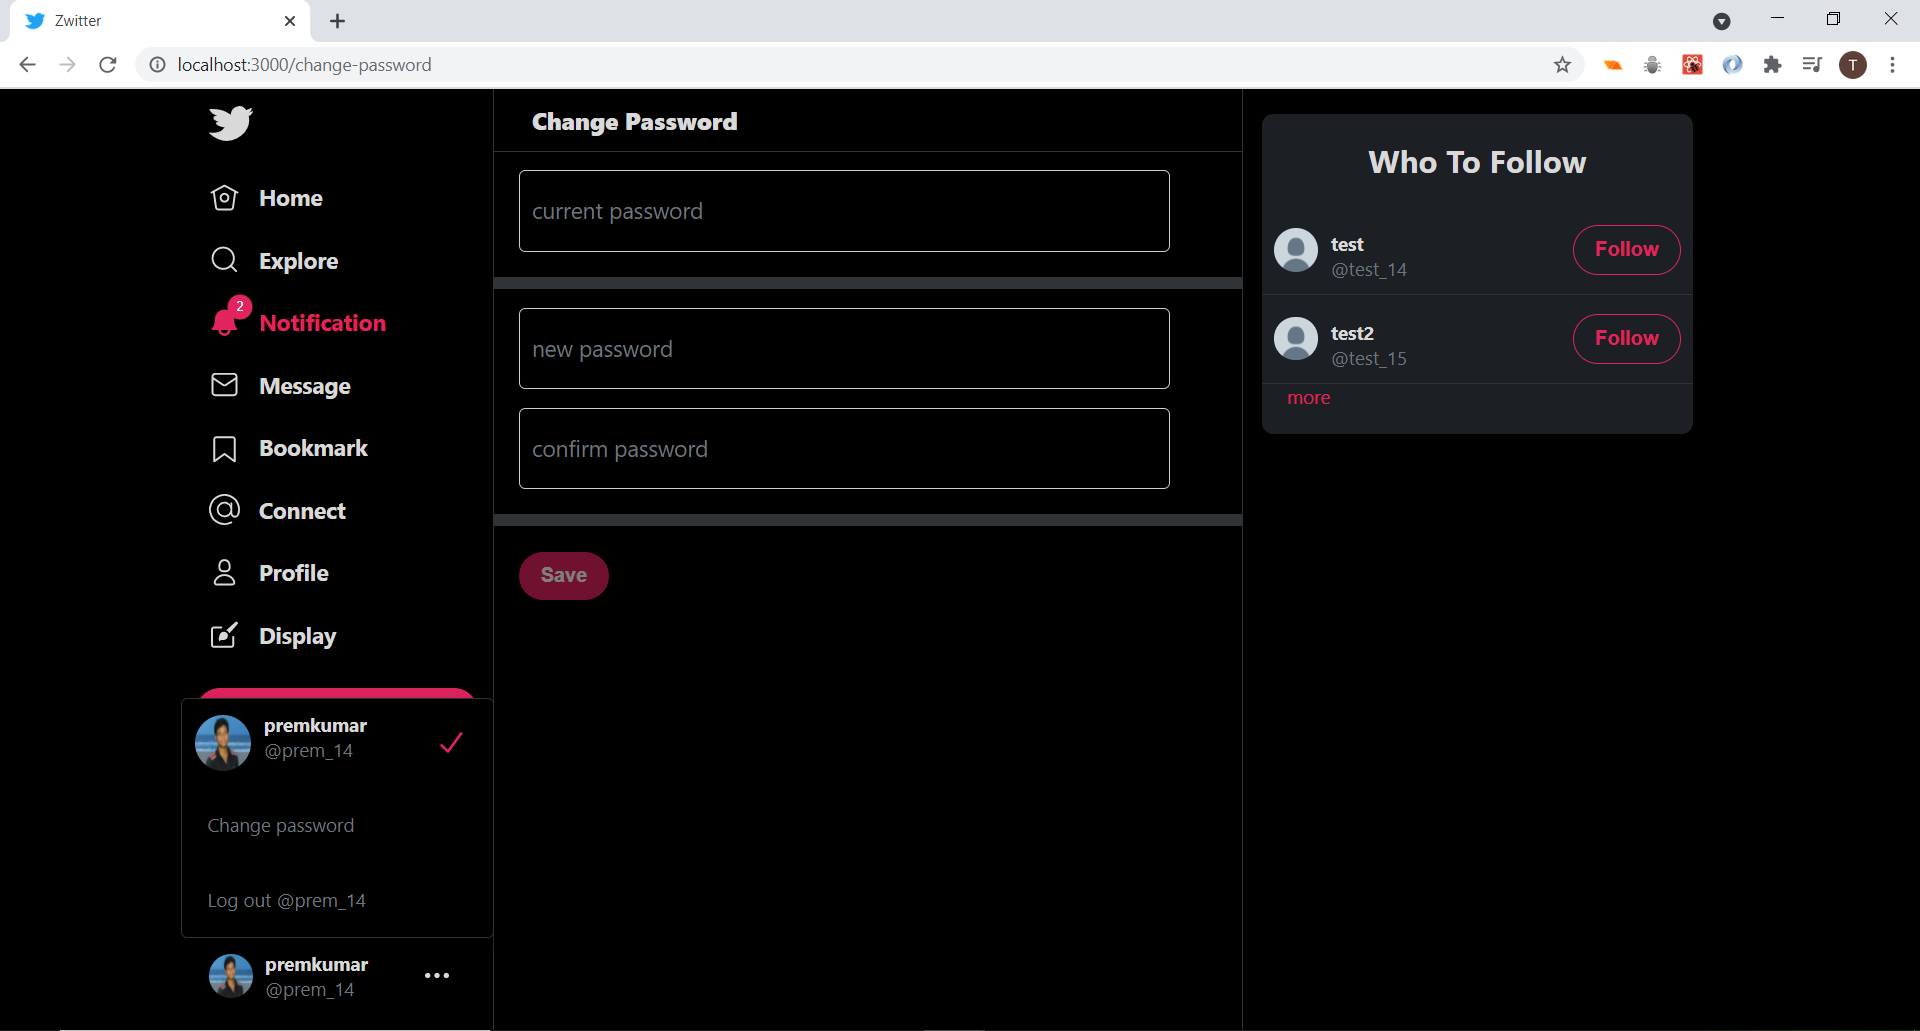 Zwitter
localhost:3000/change-password
T
Home
Explore
2
Notification
Message
Bookmark
Connect
Profile
Display
premkumar
@prem_14
Change password
Log out @prem_14
premkumar
@prem_14
Change Password
current password
new password
confirm password
Save
Who To Follow
test
@test_14
Follow
test2
@test_15
Follow
more